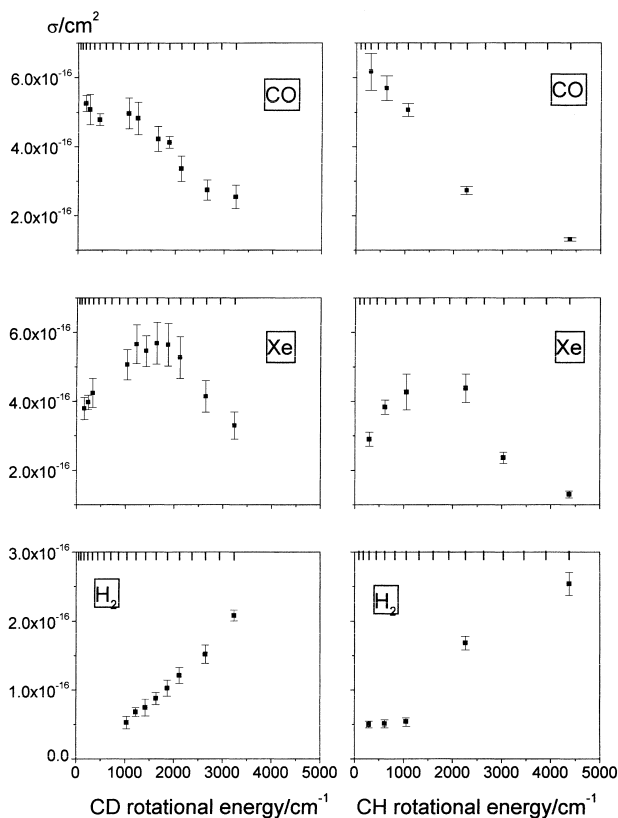 σ/cm²
6.0x10⁻¹⁶
4.0x10⁻¹⁶
2.0x10⁻¹⁶
CO
CO
6.0x10⁻¹⁶
4.0x10⁻¹⁶
2.0x10⁻¹⁶
Xe
Xe
3.0x10⁻¹⁶
2.0x10⁻¹⁶
1.0x10⁻¹⁶
0.0
H₂
H₂
0 1000 2000 3000 4000 5000
0 1000 2000 3000 4000 5000
CD rotational energy/cm⁻¹
CH rotational energy/cm⁻¹